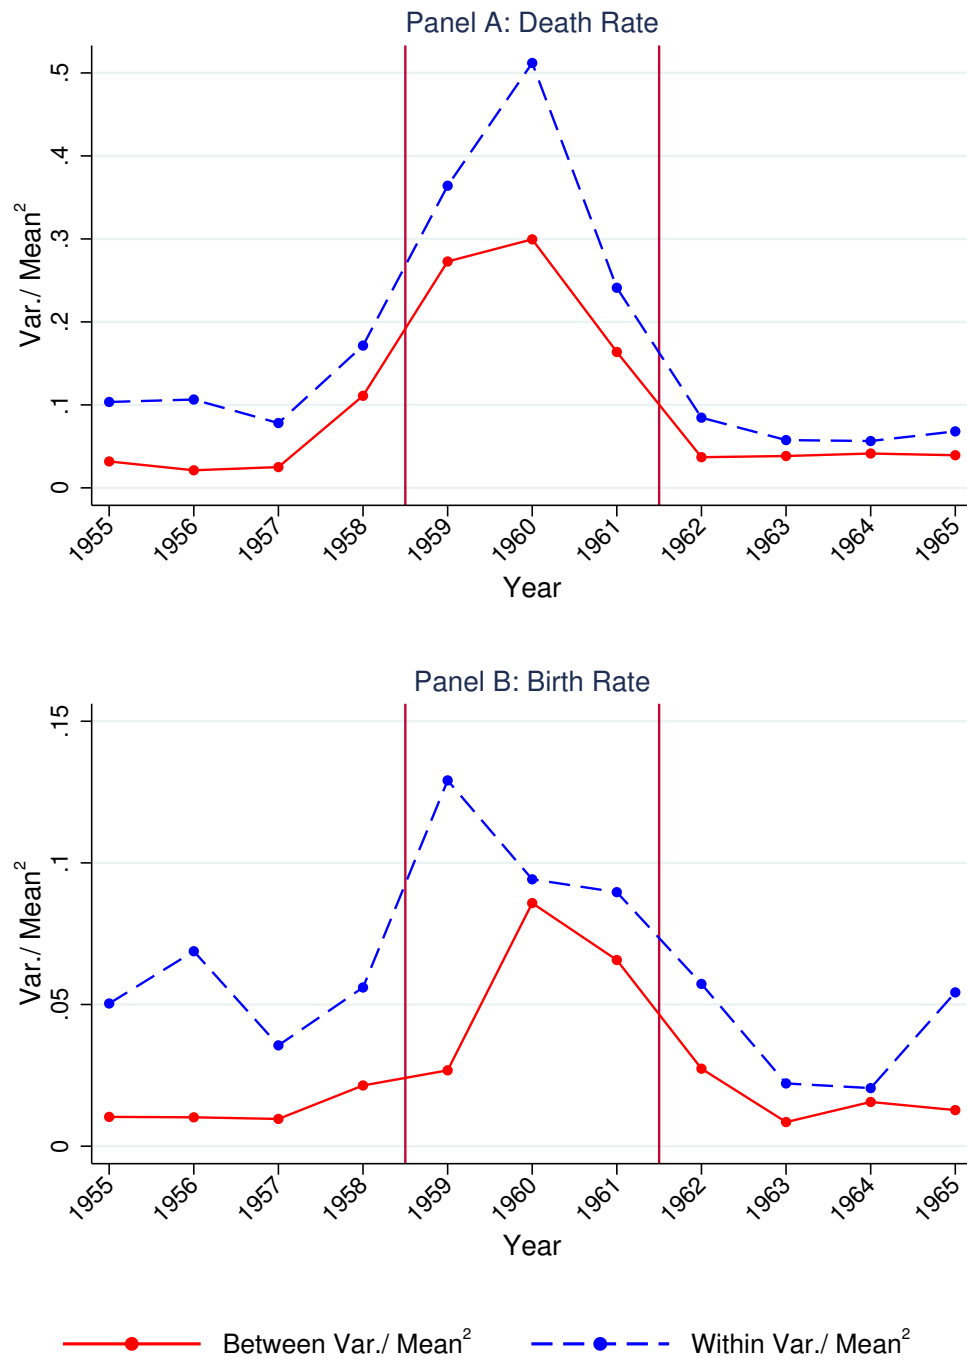 Panel A: Death Rate
Var./ Mean²
.5
.4
.3
.2
.1
0
1955 1956 1957 1958 1959 1960 1961 1962 1963 1964 1965
Year
Panel B: Birth Rate
Var./ Mean²
.15
.1
.05
0
1955 1956 1957 1958 1959 1960 1961 1962 1963 1964 1965
Year
Between Var./ Mean² Within Var./ Mean²